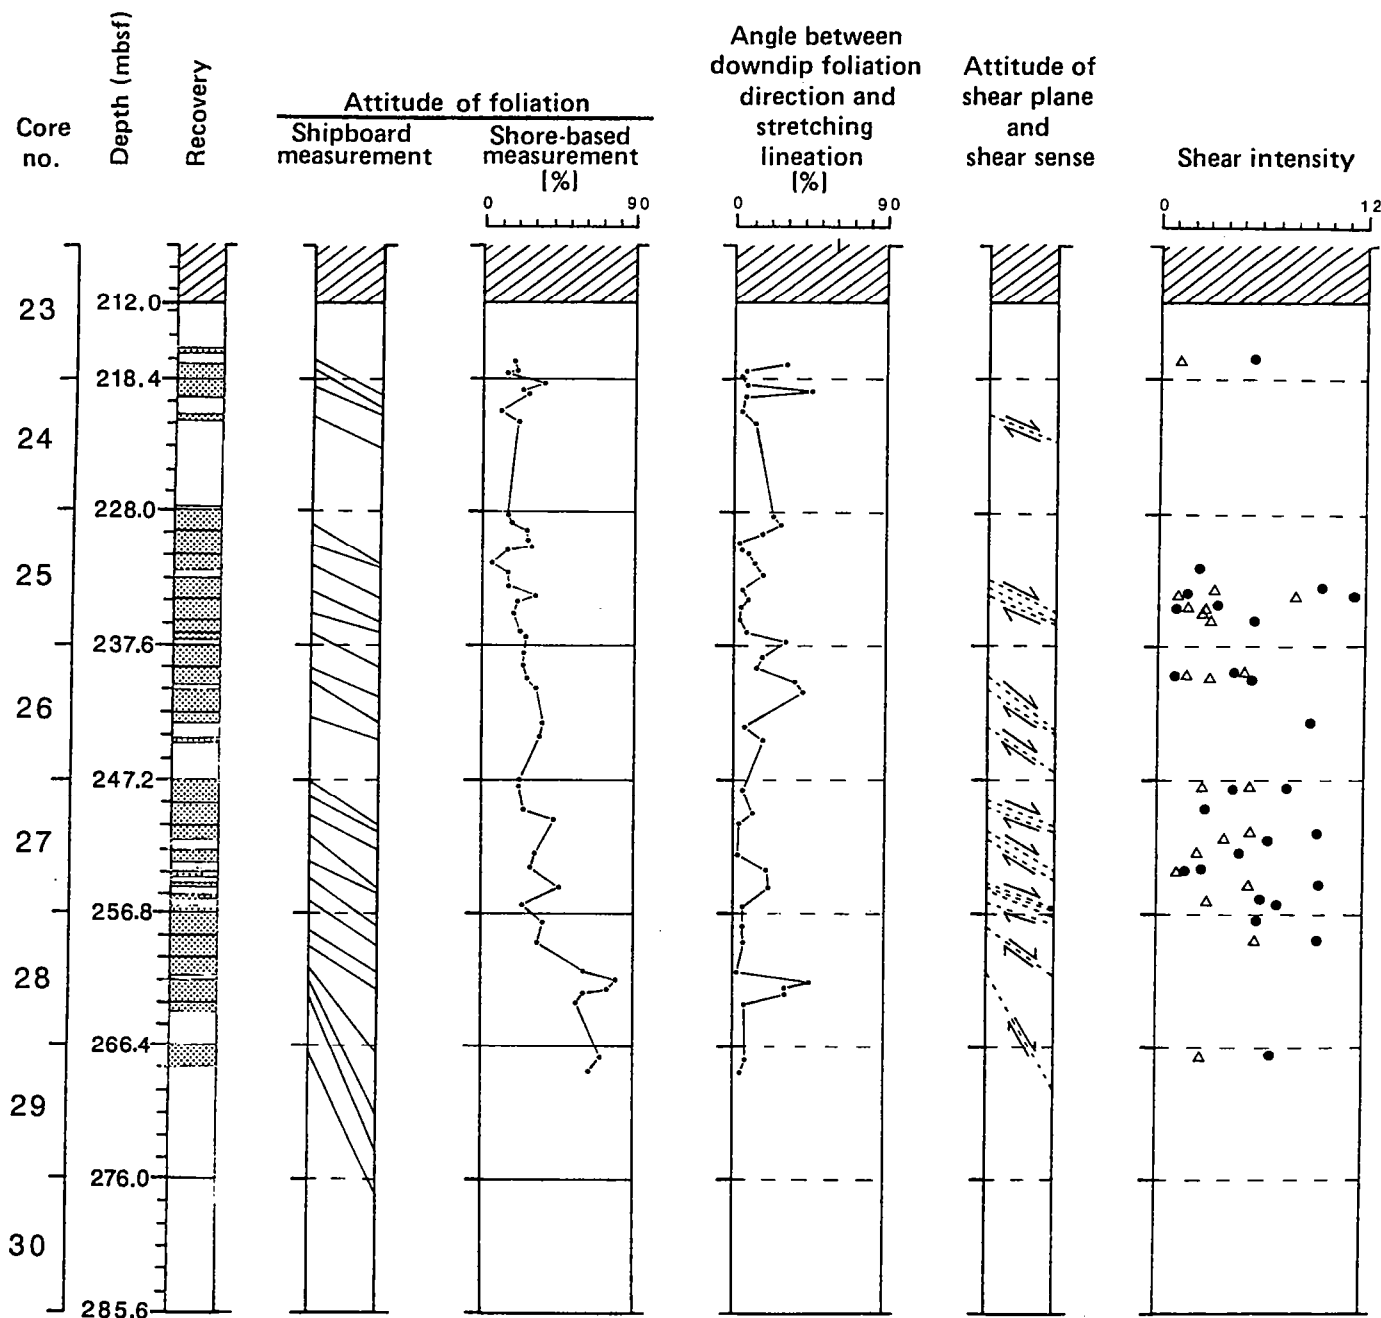 Core
no.
Depth (mbsf)
Recovery
Attitude of foliation
Shipboard
measurement
Shore-based
measurement
[%]
0 90
Angle between
downdip foliation
direction and
stretching
lineation
[%]
0 90
Attitude of
shear plane
and
shear sense
Shear intensity
0 12
23
212.0
218.4
24
228.0
25
237.6
26
247.2
27
256.8
28
266.4
29
276.0
30
285.6